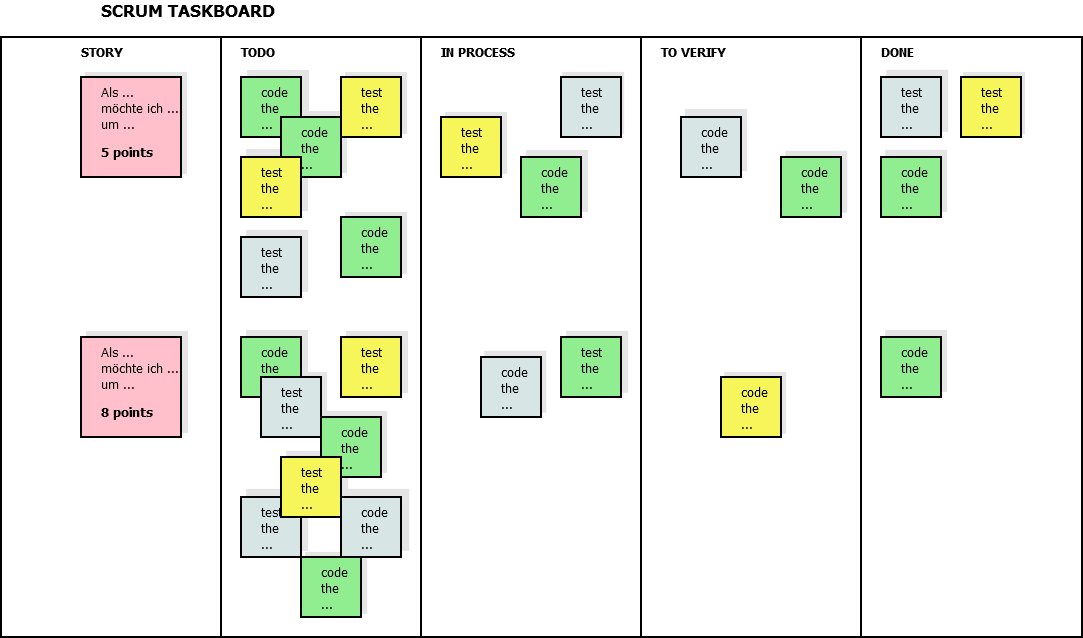 SCRUM TASKBOARD
STORY
TODO
IN PROCESS
TO VERIFY
DONE
Als ...
möchte ich ...
um ...
5 points
code
the
...
code
the
...
test
the
...
test
the
...
test
the
...
code
the
...
test
the
...
test
the
...
code
the
...
code
the
...
code
the
...
test
the
...
test
the
...
code
the
...
Als ...
möchte ich ...
um ...
8 points
code
the
test
the
...
test
the
...
code
the
...
test
the
...
test
the
...
code
the
...
code
the
...
code
the
...
test
the
...
code
the
...
code
the
...